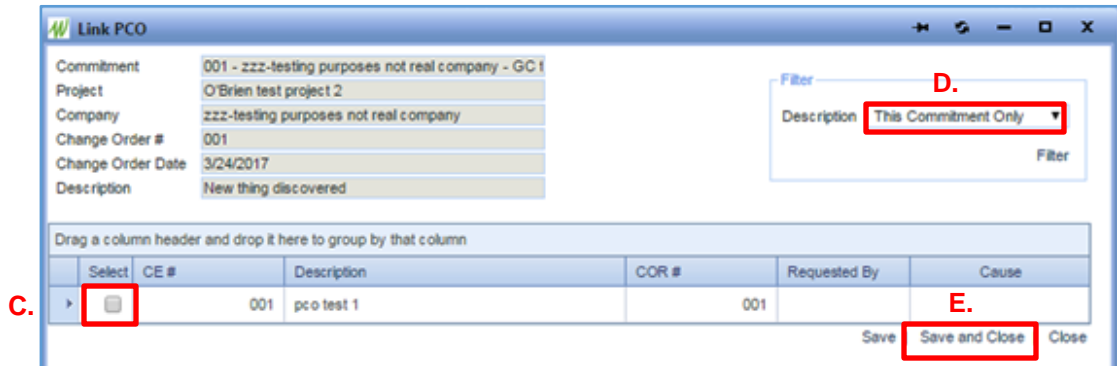 Link PCO
Commitment 001 - zzz-testing purposes not real company - GC t
Project O'Brien test project 2
Company zzz-testing purposes not real company
Change Order # 001
Change Order Date 3/24/2017
Description New thing discovered
Filter
D.
Description This Commitment Only
Filter
Drag a column header and drop it here to group by that column
Select CE # Description COR # Requested By Cause
C. 001 pco test 1 001
E.
Save Save and Close Close